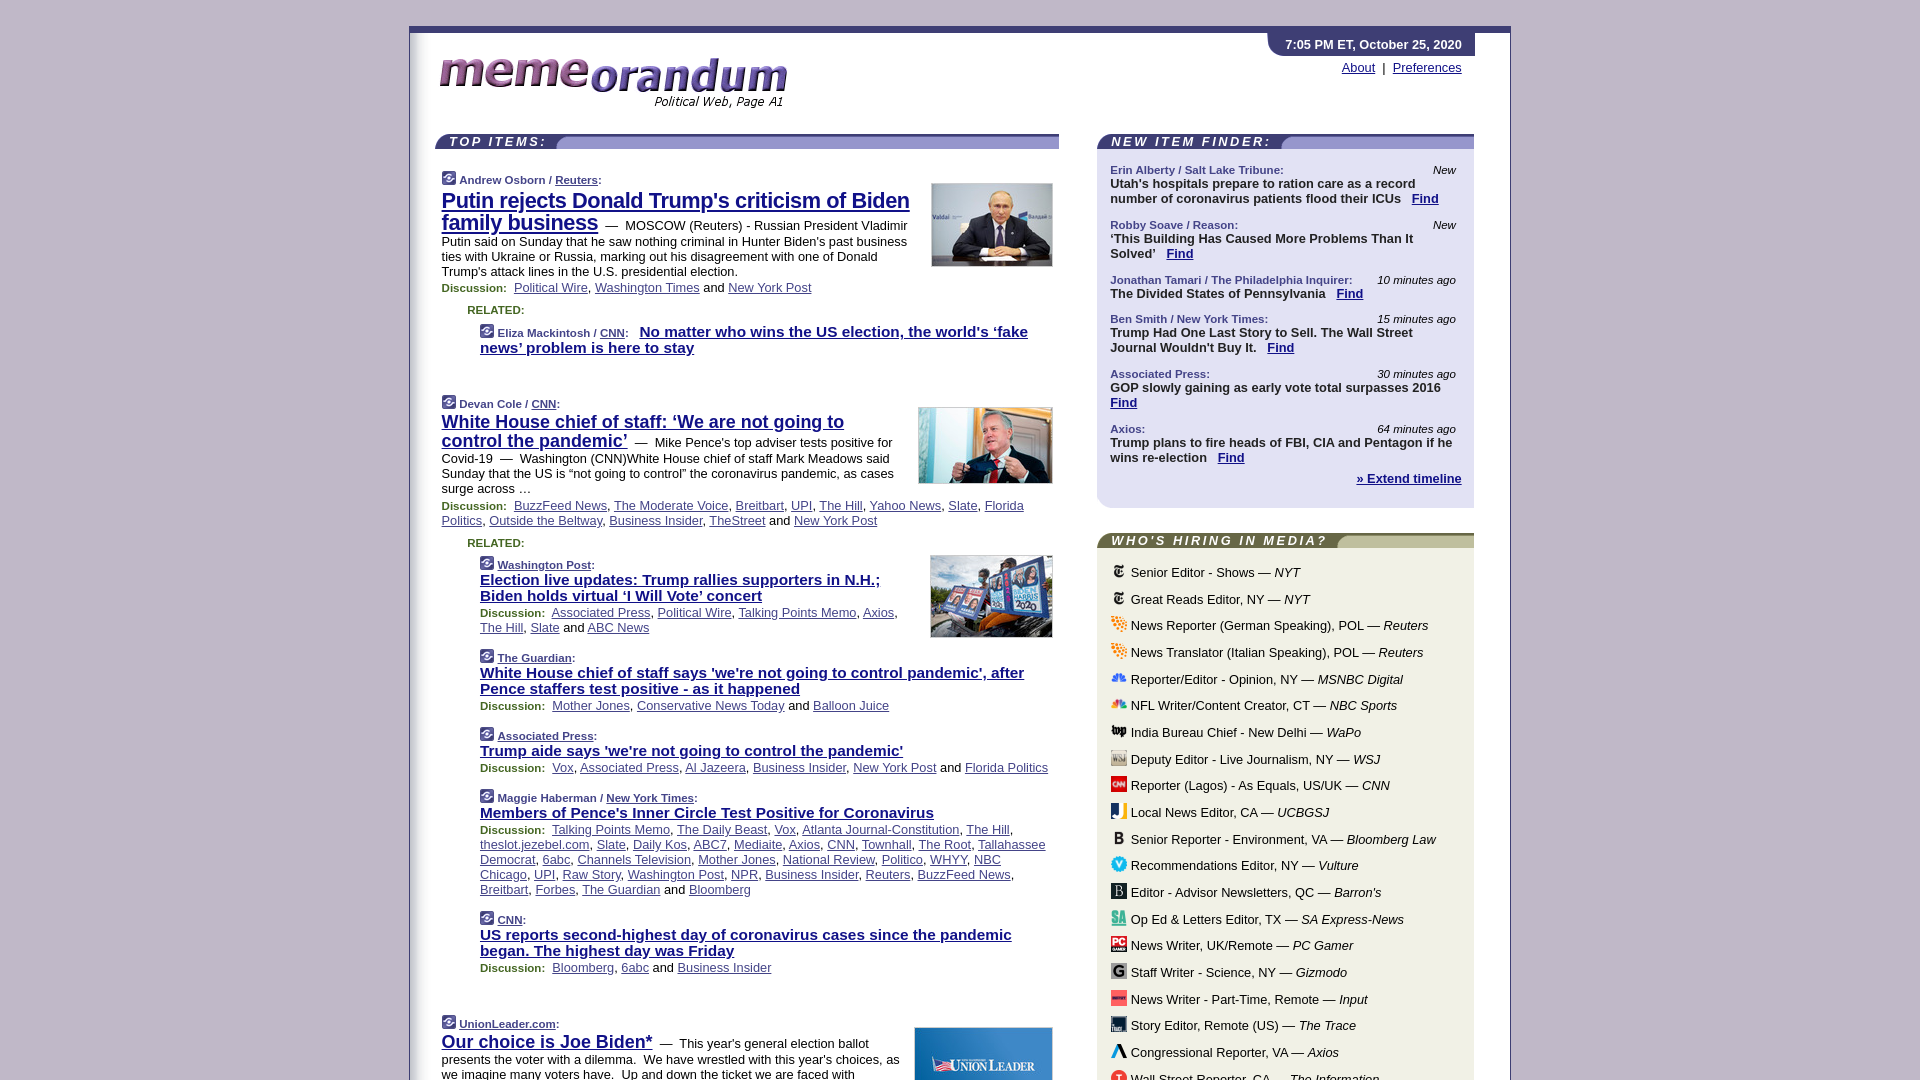 7:05 PM ET, October 25, 2020
About | Preferences
memeorandum
Political Web, Page A1
TOP ITEMS:
Andrew Osborn / Reuters:
Putin rejects Donald Trump's criticism of Biden
family business — MOSCOW (Reuters) - Russian President Vladimir
Putin said on Sunday that he saw nothing criminal in Hunter Biden's past business
ties with Ukraine or Russia, marking out his disagreement with one of Donald
Trump's attack lines in the U.S. presidential election.
Discussion: Political Wire, Washington Times and New York Post
RELATED:
Eliza Mackintosh / CNN: No matter who wins the US election, the world's ‘fake
news’ problem is here to stay
Devan Cole / CNN:
White House chief of staff: ‘We are not going to
control the pandemic’ — Mike Pence's top adviser tests positive for
Covid-19 — Washington (CNN)White House chief of staff Mark Meadows said
Sunday that the US is “not going to control” the coronavirus pandemic, as cases
surge across …
Discussion: BuzzFeed News, The Moderate Voice, Breitbart, UPI, The Hill, Yahoo News, Slate, Florida
Politics, Outside the Beltway, Business Insider, TheStreet and New York Post
RELATED:
Washington Post:
Election live updates: Trump rallies supporters in N.H.;
Biden holds virtual ‘I Will Vote’ concert
Discussion: Associated Press, Political Wire, Talking Points Memo, Axios,
The Hill, Slate and ABC News
The Guardian:
White House chief of staff says 'we're not going to control pandemic', after
Pence staffers test positive - as it happened
Discussion: Mother Jones, Conservative News Today and Balloon Juice
Associated Press:
Trump aide says 'we're not going to control the pandemic'
Discussion: Vox, Associated Press, Al Jazeera, Business Insider, New York Post and Florida Politics
Maggie Haberman / New York Times:
Members of Pence's Inner Circle Test Positive for Coronavirus
Discussion: Talking Points Memo, The Daily Beast, Vox, Atlanta Journal-Constitution, The Hill,
theslot.jezebel.com, Slate, Daily Kos, ABC7, Mediaite, Axios, CNN, Townhall, The Root, Tallahassee
Democrat, 6abc, Channels Television, Mother Jones, National Review, Politico, WHYY, NBC
Chicago, UPI, Raw Story, Washington Post, NPR, Business Insider, Reuters, BuzzFeed News,
Breitbart, Forbes, The Guardian and Bloomberg
CNN:
US reports second-highest day of coronavirus cases since the pandemic
began. The highest day was Friday
Discussion: Bloomberg, 6abc and Business Insider
UnionLeader.com:
Our choice is Joe Biden* — This year's general election ballot
presents the voter with a dilemma. We have wrestled with this year's choices, as
we imagine many voters have. Up and down the ticket we are faced with
UNION LEADER
NEW ITEM FINDER:
Erin Alberty / Salt Lake Tribune: New
Utah's hospitals prepare to ration care as a record
number of coronavirus patients flood their ICUs Find
Robby Soave / Reason: New
‘This Building Has Caused More Problems Than It
Solved’ Find
Jonathan Tamari / The Philadelphia Inquirer: 10 minutes ago
The Divided States of Pennsylvania Find
Ben Smith / New York Times: 15 minutes ago
Trump Had One Last Story to Sell. The Wall Street
Journal Wouldn't Buy It. Find
Associated Press: 30 minutes ago
GOP slowly gaining as early vote total surpasses 2016
Find
Axios: 64 minutes ago
Trump plans to fire heads of FBI, CIA and Pentagon if he
wins re-election Find
» Extend timeline
WHO'S HIRING IN MEDIA?
Senior Editor - Shows — NYT
Great Reads Editor, NY — NYT
News Reporter (German Speaking), POL — Reuters
News Translator (Italian Speaking), POL — Reuters
Reporter/Editor - Opinion, NY — MSNBC Digital
NFL Writer/Content Creator, CT — NBC Sports
India Bureau Chief - New Delhi — WaPo
Deputy Editor - Live Journalism, NY — WSJ
Reporter (Lagos) - As Equals, US/UK — CNN
Local News Editor, CA — UCBGSJ
Senior Reporter - Environment, VA — Bloomberg Law
Recommendations Editor, NY — Vulture
Editor - Advisor Newsletters, QC — Barron's
Op Ed & Letters Editor, TX — SA Express-News
News Writer, UK/Remote — PC Gamer
Staff Writer - Science, NY — Gizmodo
News Writer - Part-Time, Remote — Input
Story Editor, Remote (US) — The Trace
Congressional Reporter, VA — Axios
Wall Street Reporter, CA — The Information